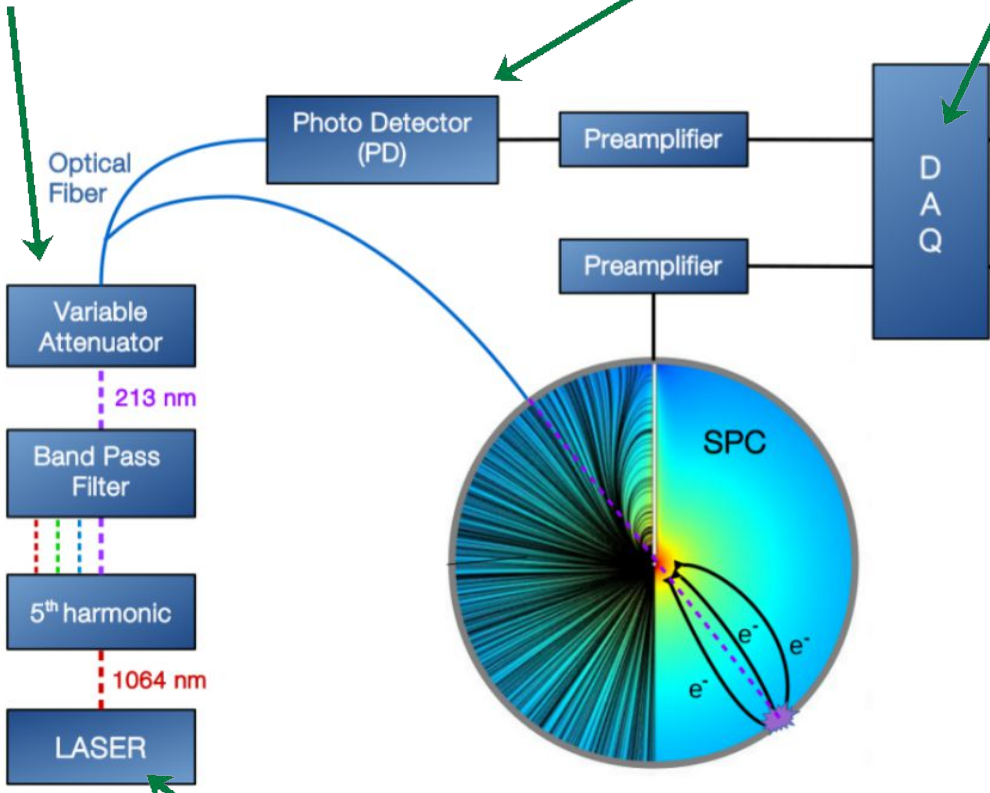 Photo Detector
(PD)
Preamplifier
D
A
Q
Optical
Fiber
Preamplifier
Variable
Attenuator
213 nm
Band Pass
Filter
SPC
5th harmonic
e-
e-
e-
1064 nm
LASER